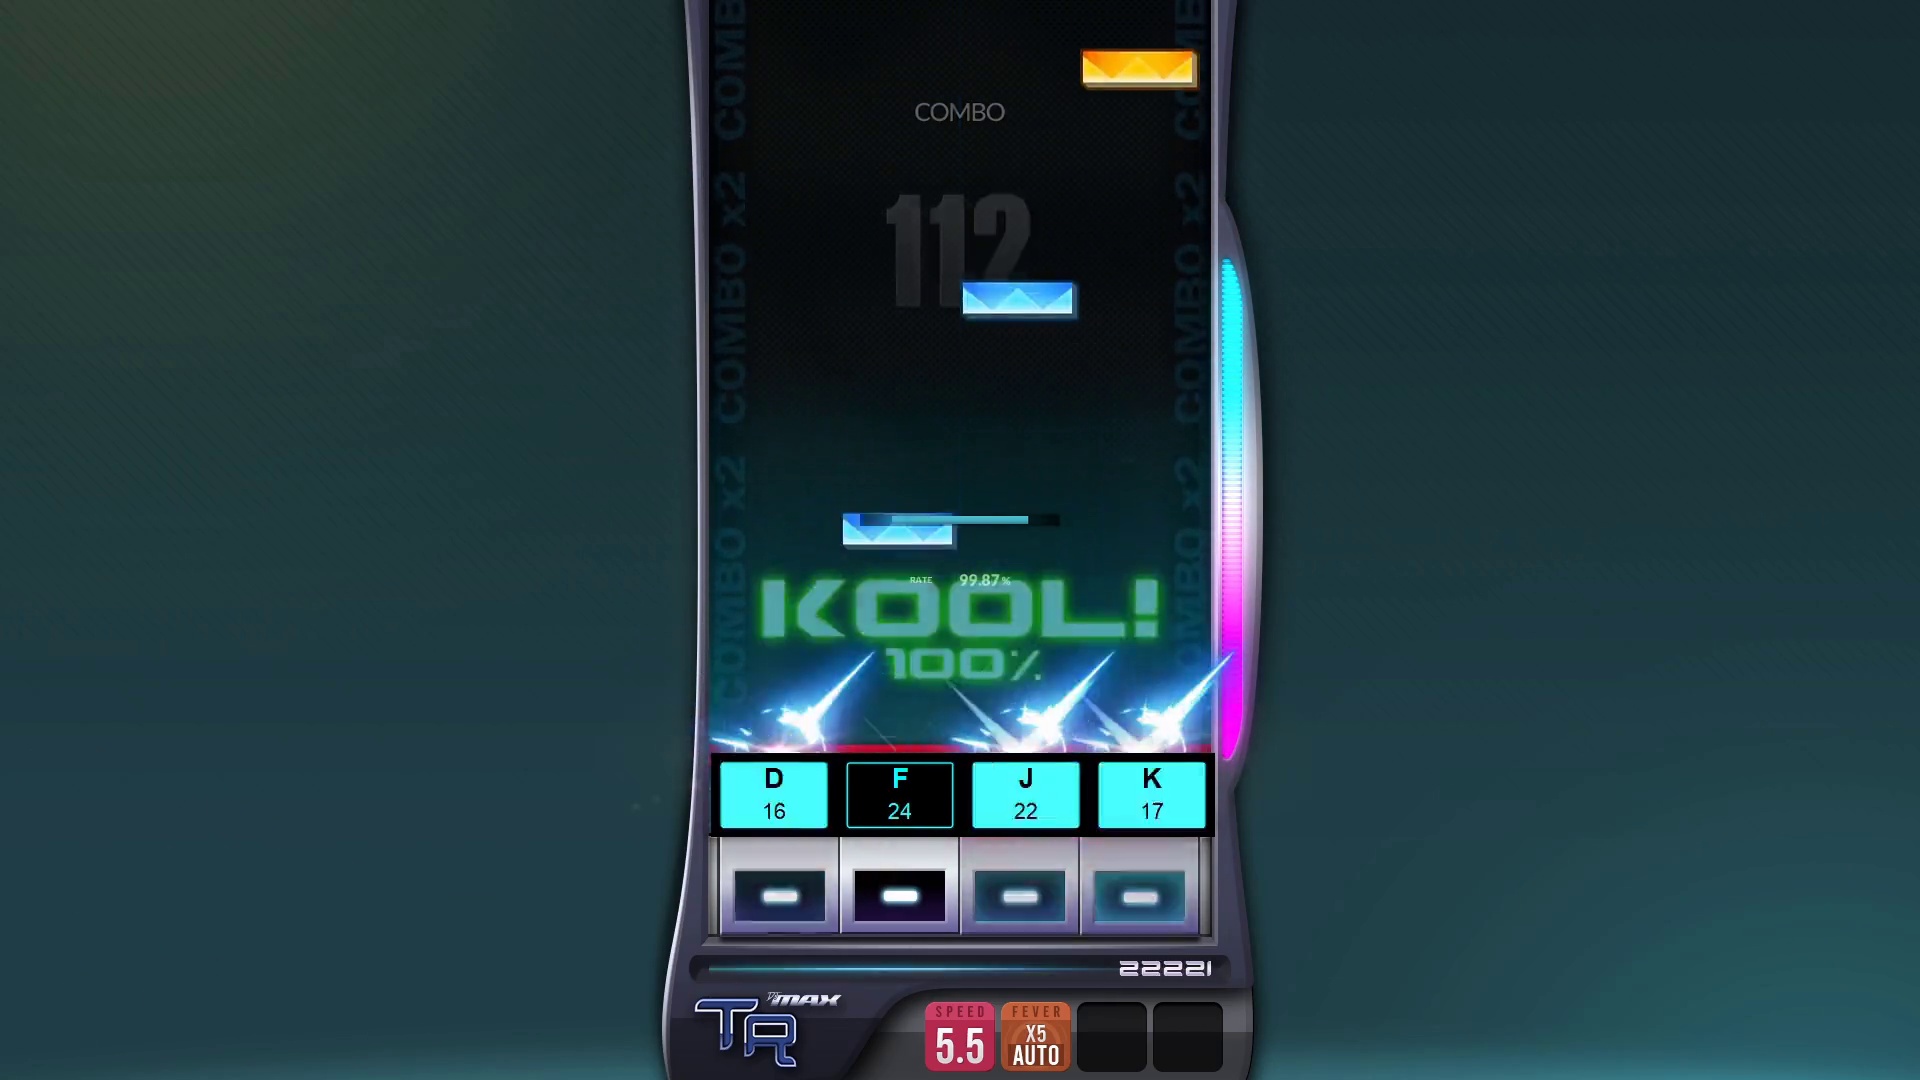 COMBO
112
COMBO x2 COMBO x2 COMBO
COMBO x2 COMBO x2 COMBO
RATE 99.87%
KOOL!
100%
D F J K
16 24 22 17
22221
DJMAX
TR
SPEED
5.5
FEVER
X5
AUTO